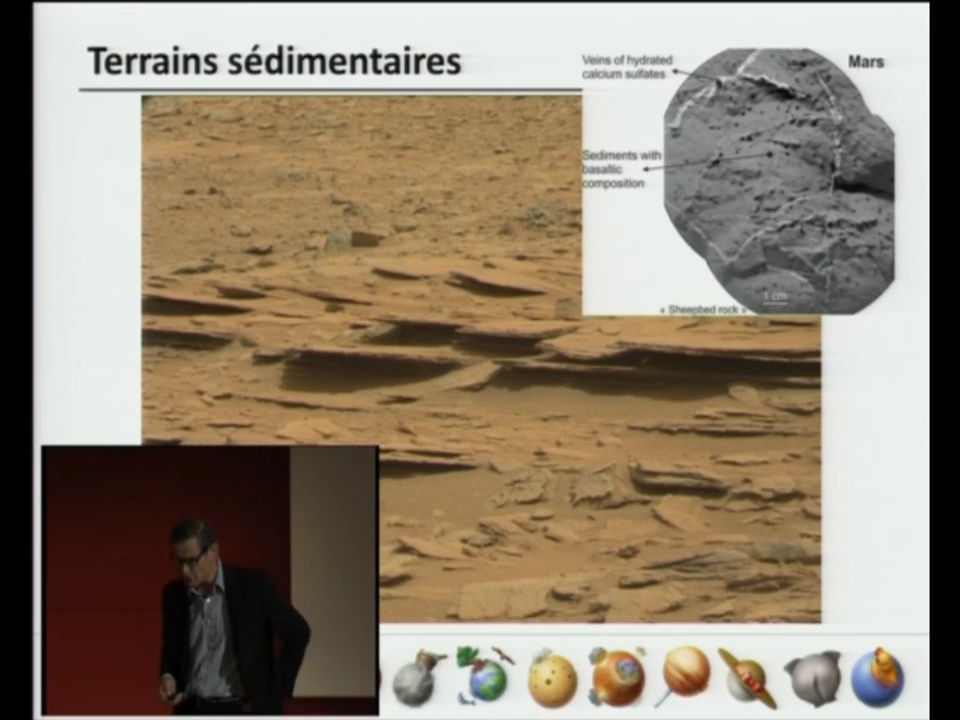 Terrains sédimentaires
Veins of hydrated
calcium sulfates
Mars
Sediments with
basaltic
composition
1 cm
« Sheepbed rock »